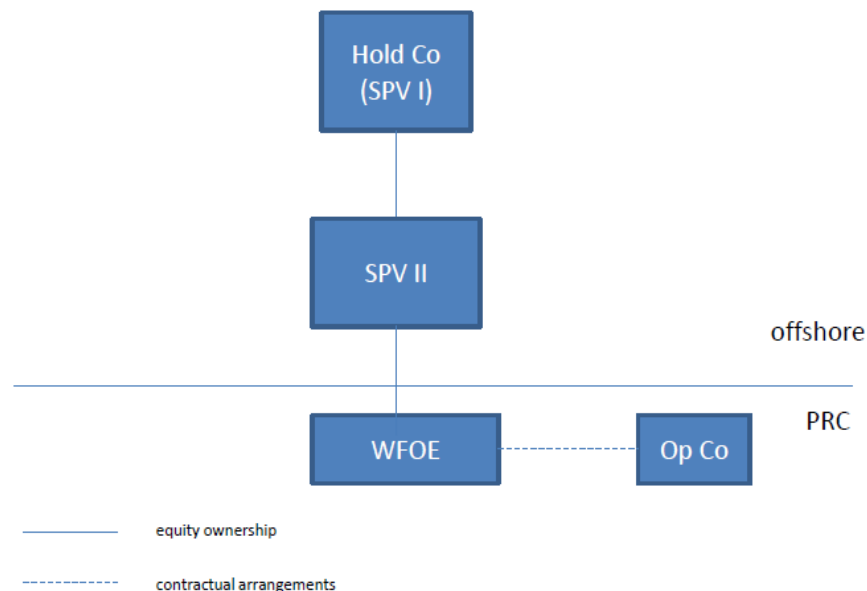 Hold Co
(SPV I)
SPV II
offshore
PRC
WFOE
Op Co
equity ownership
contractual arrangements